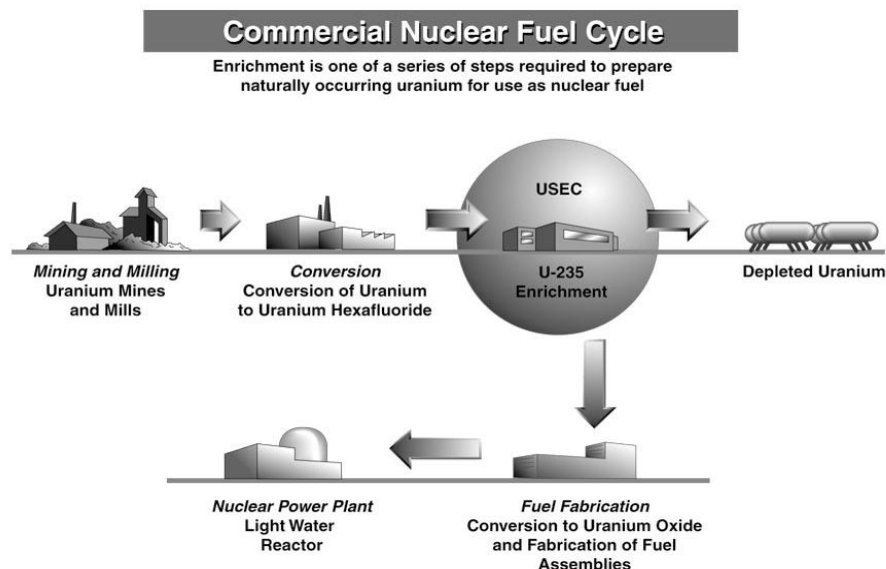 Commercial Nuclear Fuel Cycle
Enrichment is one of a series of steps required to prepare
naturally occurring uranium for use as nuclear fuel
USEC
U-235
Enrichment
Mining and Milling
Uranium Mines
and Mills
Conversion
Conversion of Uranium
to Uranium Hexafluoride
Depleted Uranium
Nuclear Power Plant
Light Water
Reactor
Fuel Fabrication
Conversion to Uranium Oxide
and Fabrication of Fuel
Assemblies